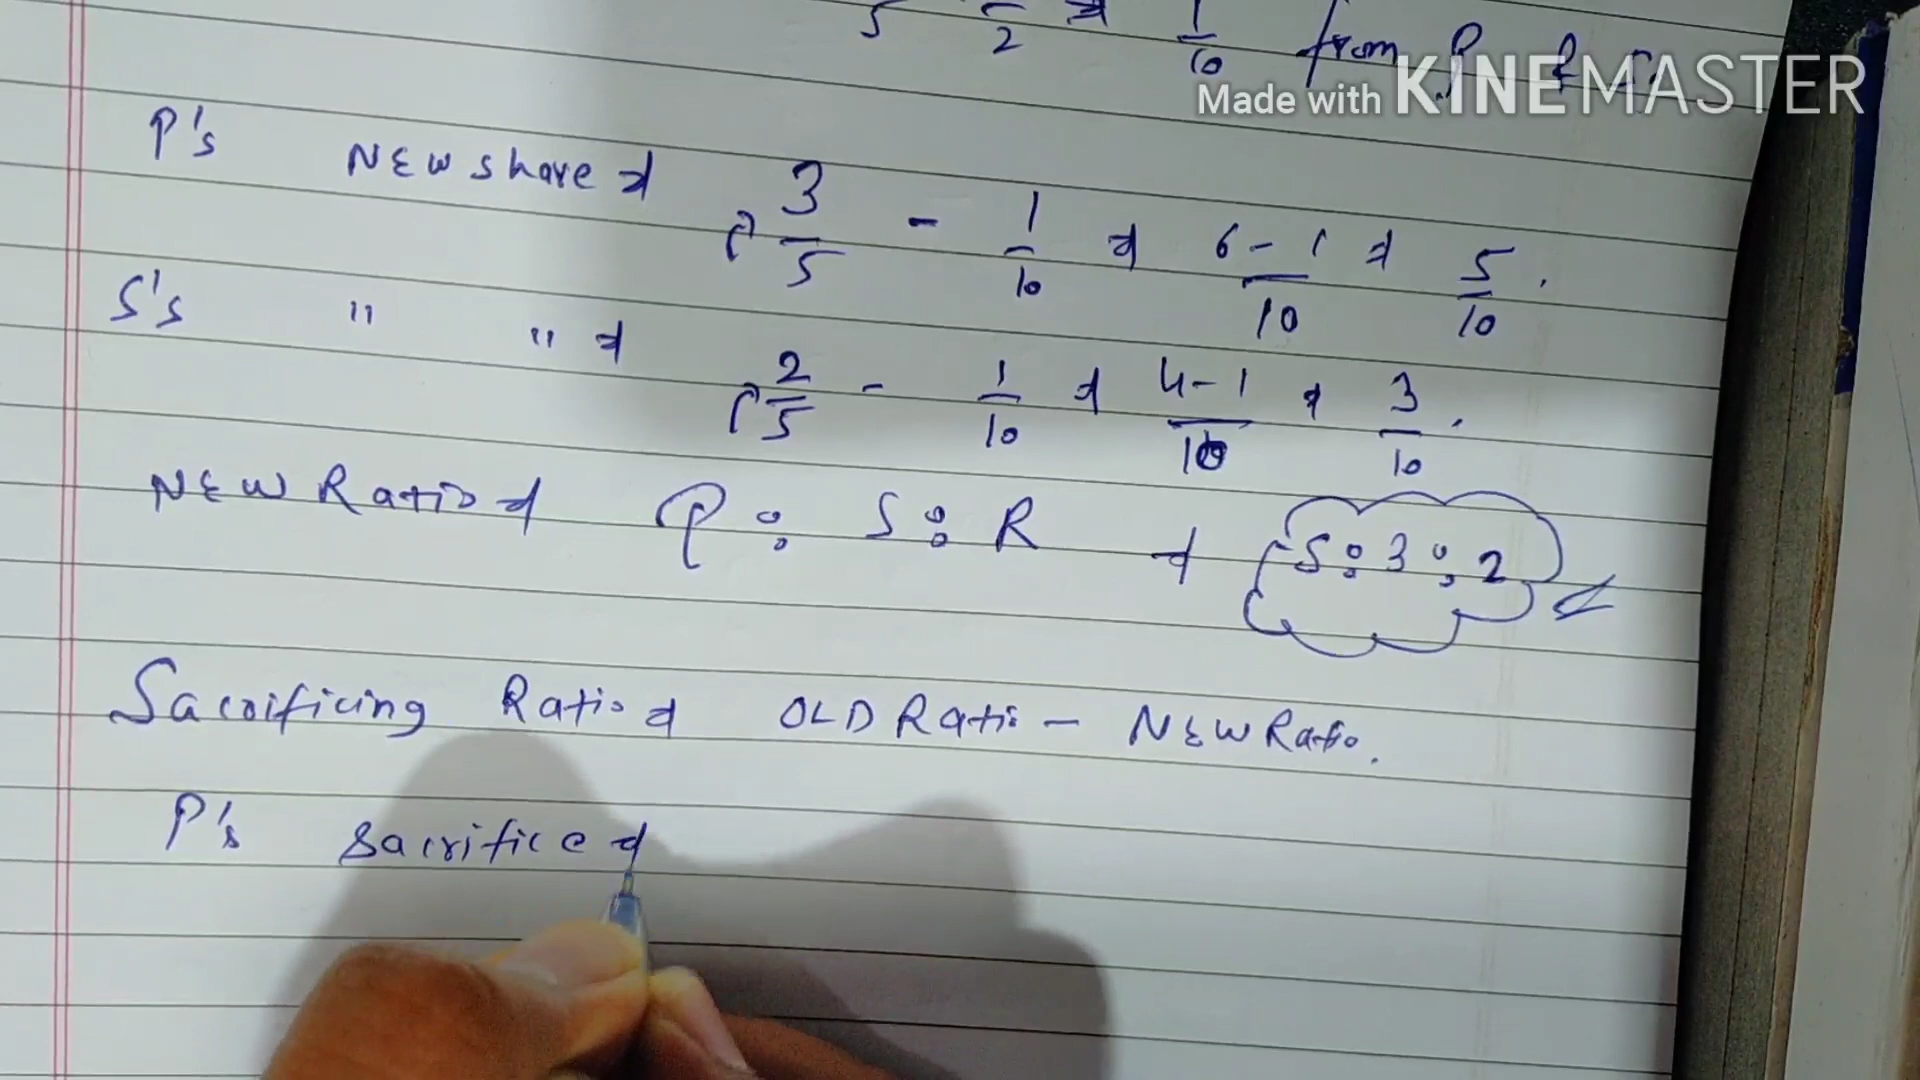 5 2 ⇒ 1/10 from P &
Made with KINEMASTER
P's NEW share ⇒ 3/5 - 1/10 ⇒ 6-1/10 ⇒ 5/10.
S's " " ⇒ 2/5 - 1/10 ⇒ 4-1/10 ⇒ 3/10.
NEW Ratio ⇒ P : S : R ⇒ 5:3:2
Sacrificing Ratio ⇒ OLD Ratio - NEW Ratio.
P's sacrifice ⇒